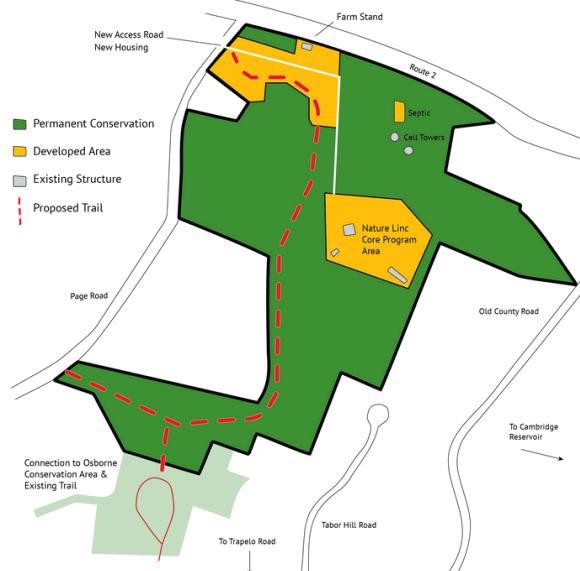 Farm Stand
New Access Road
New Housing
Route 2
Septic
Cell Towers
Permanent Conservation
Developed Area
Existing Structure
Proposed Trail
Nature Linc
Core Program
Area
Page Road
Old County Road
To Cambridge
Reservoir
Connection to Osborne
Conservation Area &
Existing Trail
Tabor Hill Road
To Trapelo Road